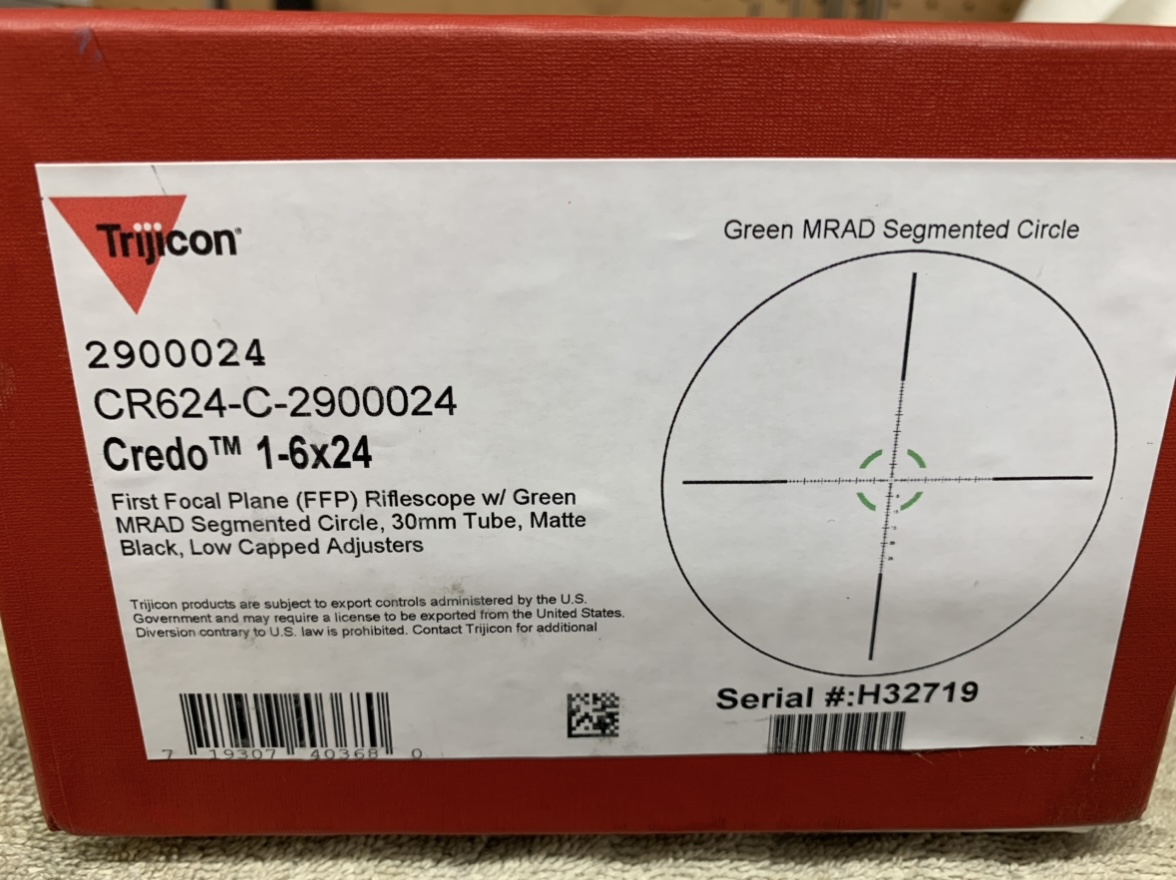 Trijicon®
Green MRAD Segmented Circle
2900024
CR624-C-2900024
Credo™ 1-6x24
First Focal Plane (FFP) Riflescope w/ Green
MRAD Segmented Circle, 30mm Tube, Matte
Black, Low Capped Adjusters
Trijicon products are subject to export controls administered by the U.S.
Government and may require a license to be exported from the United States.
Diversion contrary to U.S. law is prohibited. Contact Trijicon for additional
Serial #:H32719
7 19307 40368 0